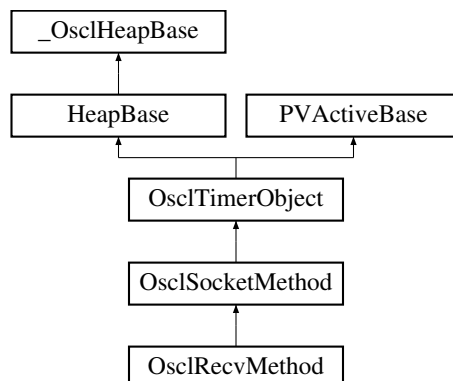 _OsclHeapBase
HeapBase
PVActiveBase
OsclTimerObject
OsclSocketMethod
OsclRecvMethod